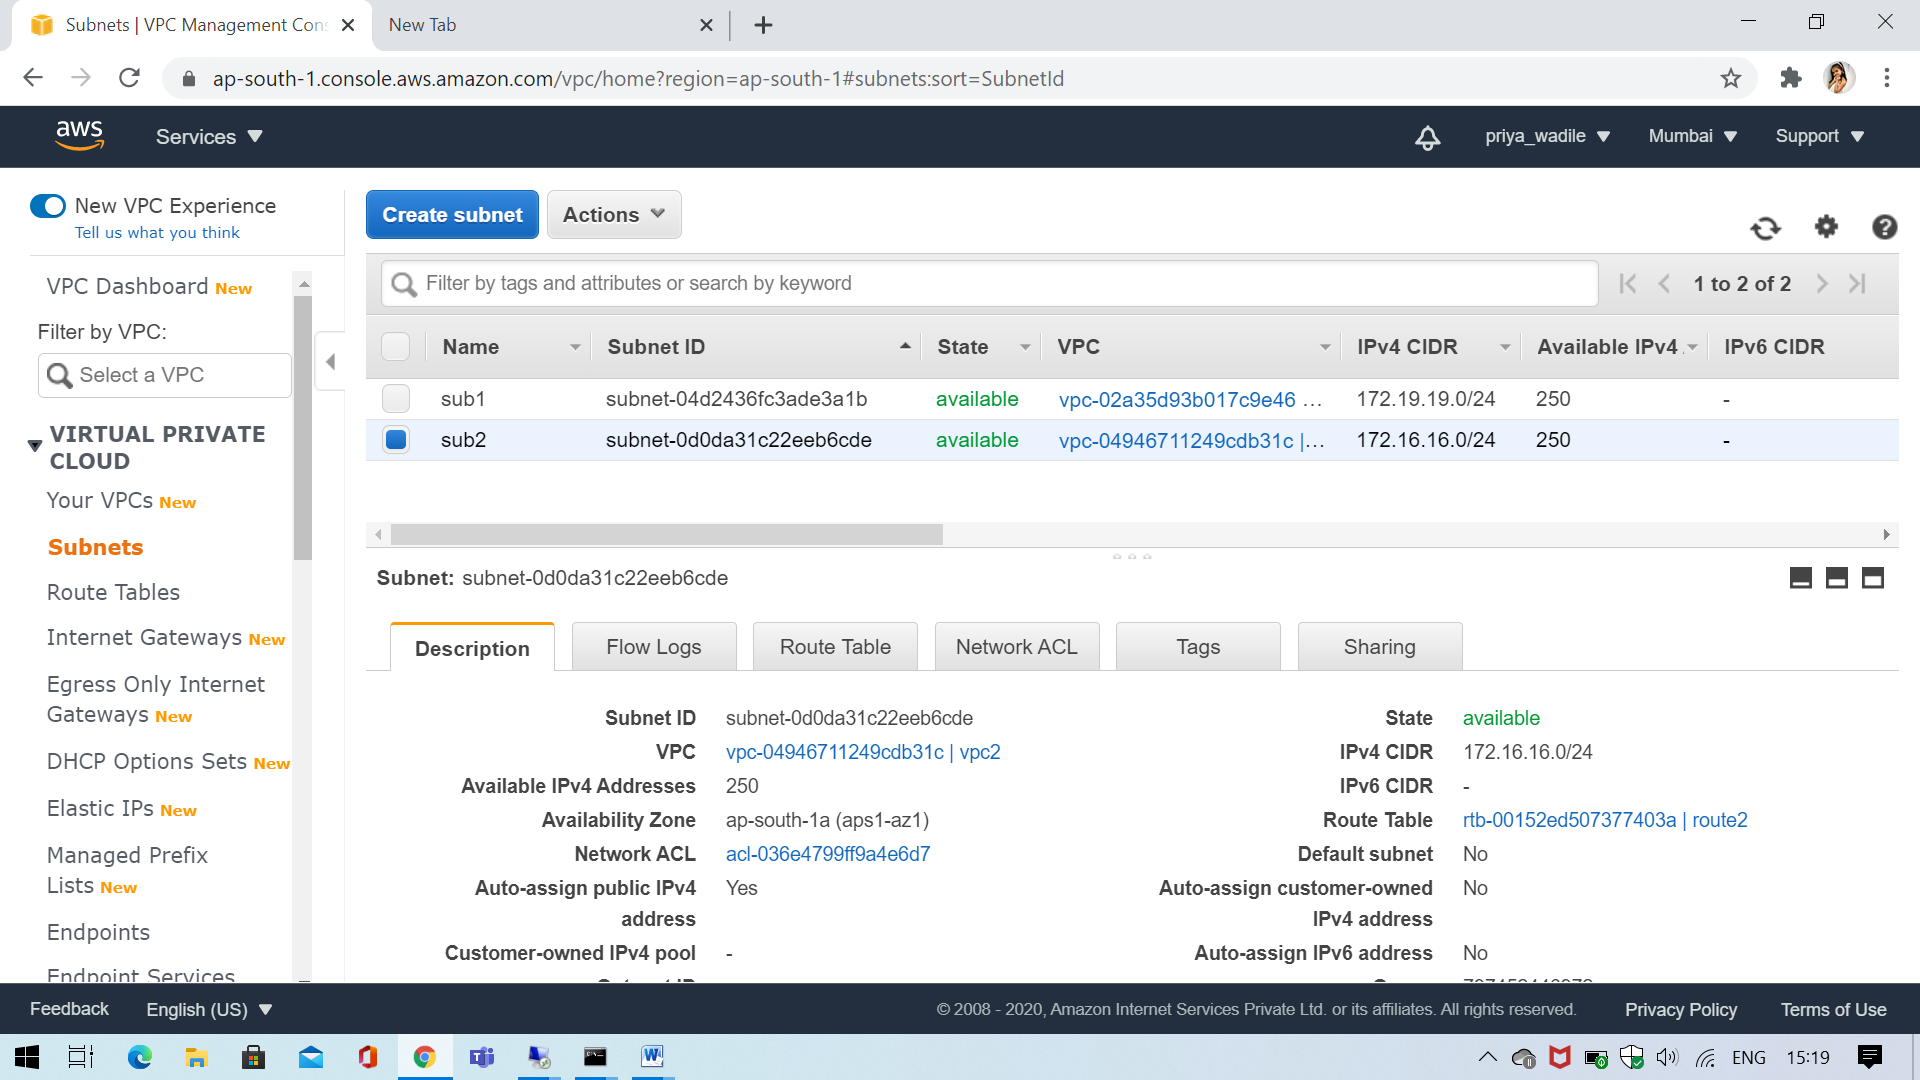 Subnets | VPC Management Cons
New Tab
ap-south-1.console.aws.amazon.com/vpc/home?region=ap-south-1#subnets:sort=SubnetId
aws Services priya_wadile Mumbai Support
New VPC Experience
Tell us what you think
VPC Dashboard New
Filter by VPC:
Select a VPC
VIRTUAL PRIVATE
CLOUD
Your VPCs New
Subnets
Route Tables
Internet Gateways New
Egress Only Internet
Gateways New
DHCP Options Sets New
Elastic IPs New
Managed Prefix
Lists New
Endpoints
Endpoint Services
Create subnet Actions
Filter by tags and attributes or search by keyword
1 to 2 of 2
Name Subnet ID State VPC IPv4 CIDR Available IPv4 IPv6 CIDR
sub1 subnet-04d2436fc3ade3a1b available vpc-02a35d93b017c9e46 ... 172.19.19.0/24 250 -
sub2 subnet-0d0da31c22eeb6cde available vpc-04946711249cdb31c |... 172.16.16.0/24 250 -
Subnet: subnet-0d0da31c22eeb6cde
Description Flow Logs Route Table Network ACL Tags Sharing
Subnet ID subnet-0d0da31c22eeb6cde State available
VPC vpc-04946711249cdb31c | vpc2 IPv4 CIDR 172.16.16.0/24
Available IPv4 Addresses 250 IPv6 CIDR -
Availability Zone ap-south-1a (aps1-az1) Route Table rtb-00152ed507377403a | route2
Network ACL acl-036e4799ff9a4e6d7 Default subnet No
Auto-assign public IPv4 Yes Auto-assign customer-owned No
address IPv4 address
Customer-owned IPv4 pool - Auto-assign IPv6 address No
Feedback English (US) © 2008 - 2020, Amazon Internet Services Private Ltd. or its affiliates. All rights reserved. Privacy Policy Terms of Use
ENG 15:19